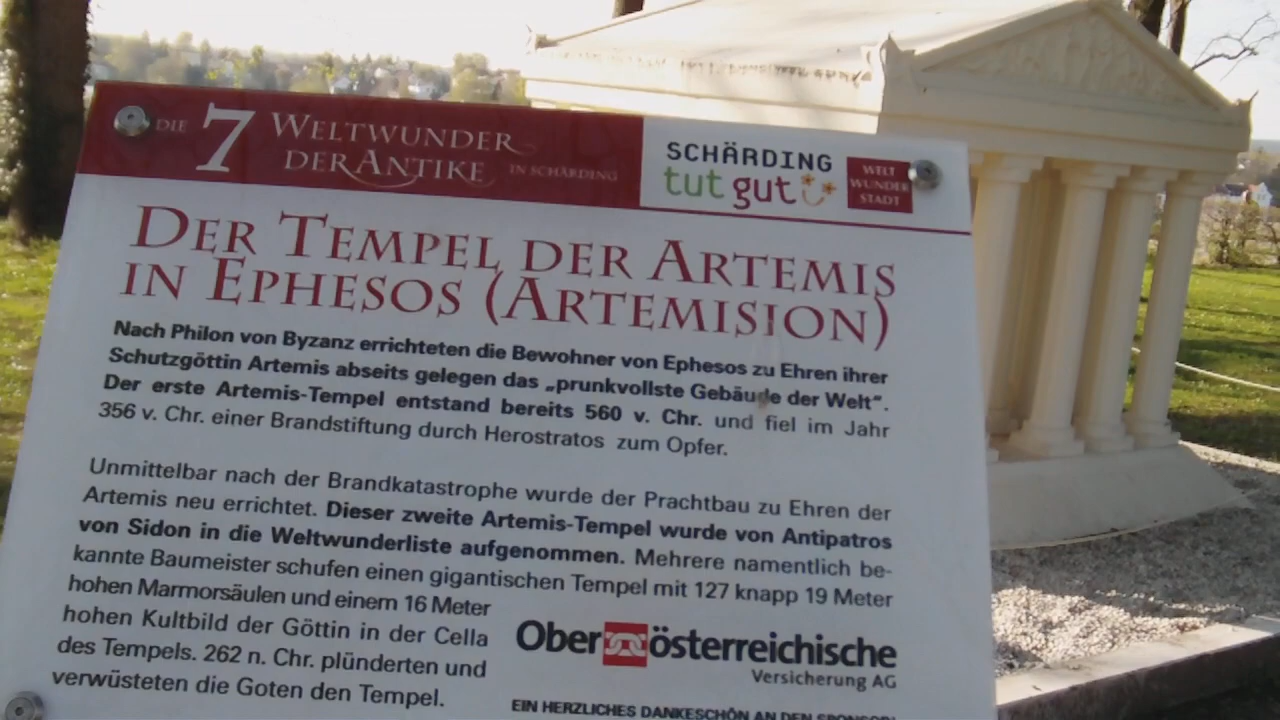 DIE 7 WELTWUNDER
DER ANTIKE IN SCHÄRDING
SCHÄRDING
tut gut
WELT
WUNDER
STADT
DER TEMPEL DER ARTEMIS
IN EPHESOS (ARTEMISION)
Nach Philon von Byzanz errichteten die Bewohner von Ephesos zu Ehren ihrer
Schutzgöttin Artemis abseits gelegen das „prunkvollste Gebäude der Welt“.
Der erste Artemis-Tempel entstand bereits 560 v. Chr. und fiel im Jahr
356 v. Chr. einer Brandstiftung durch Herostratos zum Opfer.
Unmittelbar nach der Brandkatastrophe wurde der Prachtbau zu Ehren der
Artemis neu errichtet. Dieser zweite Artemis-Tempel wurde von Antipatros
von Sidon in die Weltwunderliste aufgenommen. Mehrere namentlich be-
kannte Baumeister schufen einen gigantischen Tempel mit 127 knapp 19 Meter
hohen Marmorsäulen und einem 16 Meter
hohen Kultbild der Göttin in der Cella
des Tempels. 262 n. Chr. plünderten und
verwüsteten die Goten den Tempel.
Oberösterreichische
Versicherung AG
EIN HERZLICHES DANKESCHÖN AN DEN SPONSOR!